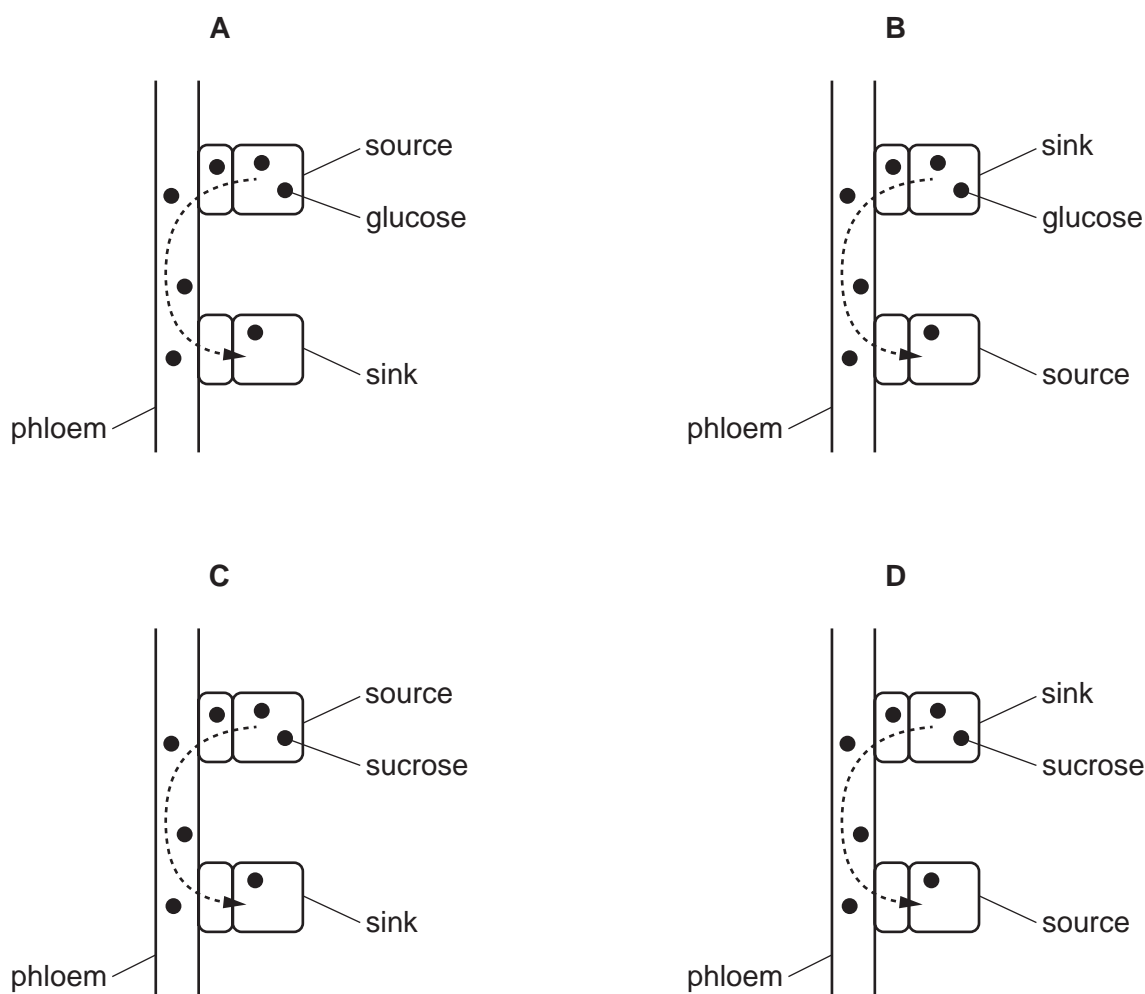 A
source
glucose
sink
phloem
B
sink
glucose
source
phloem
C
source
sucrose
sink
phloem
D
sink
sucrose
source
phloem